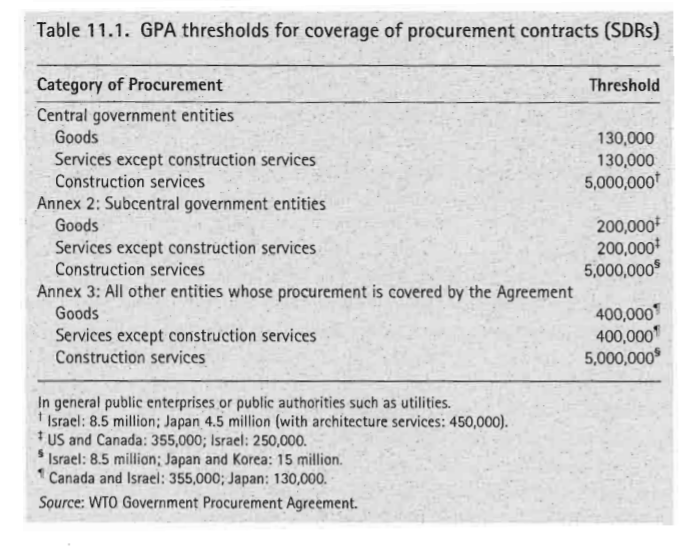 Table 11.1. GPA thresholds for coverage of procurement contracts (SDRs)
Category of Procurement Threshold
Central government entities
Goods 130,000
Services except construction services 130,000
Construction services 5,000,000†
Annex 2: Subcentral government entities
Goods 200,000‡
Services except construction services 200,000‡
Construction services 5,000,000§
Annex 3: All other entities whose procurement is covered by the Agreement
Goods 400,000¶
Services except construction services 400,000¶
Construction services 5,000,000§
In general public enterprises or public authorities such as utilities.
† Israel: 8.5 million; Japan 4.5 million (with architecture services: 450,000).
‡ US and Canada: 355,000; Israel: 250,000.
§ Israel: 8.5 million; Japan and Korea: 15 million.
¶ Canada and Israel: 355,000; Japan: 130,000.
Source: WTO Government Procurement Agreement.